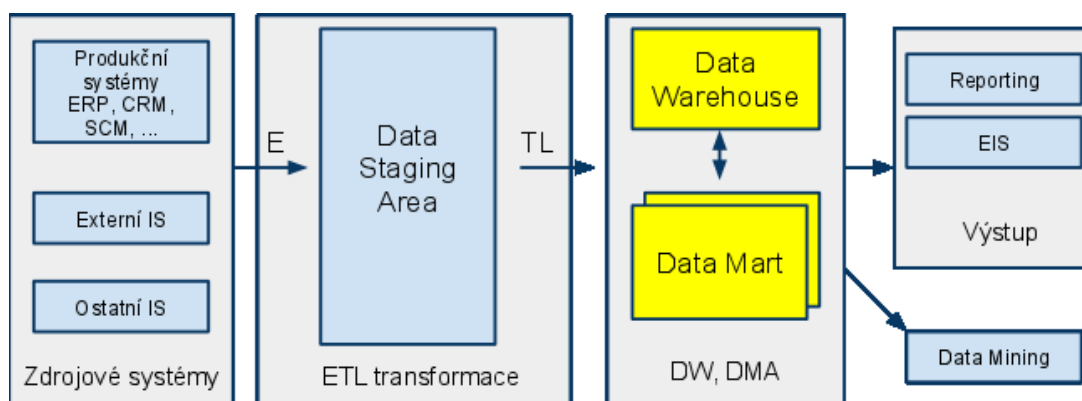 Produkční
systémy
ERP, CRM,
SCM, ...
Externí IS
Ostatní IS
Zdrojové systémy
E
Data
Staging
Area
TL
ETL transformace
Data
Warehouse
Data Mart
DW, DMA
Reporting
EIS
Výstup
Data Mining